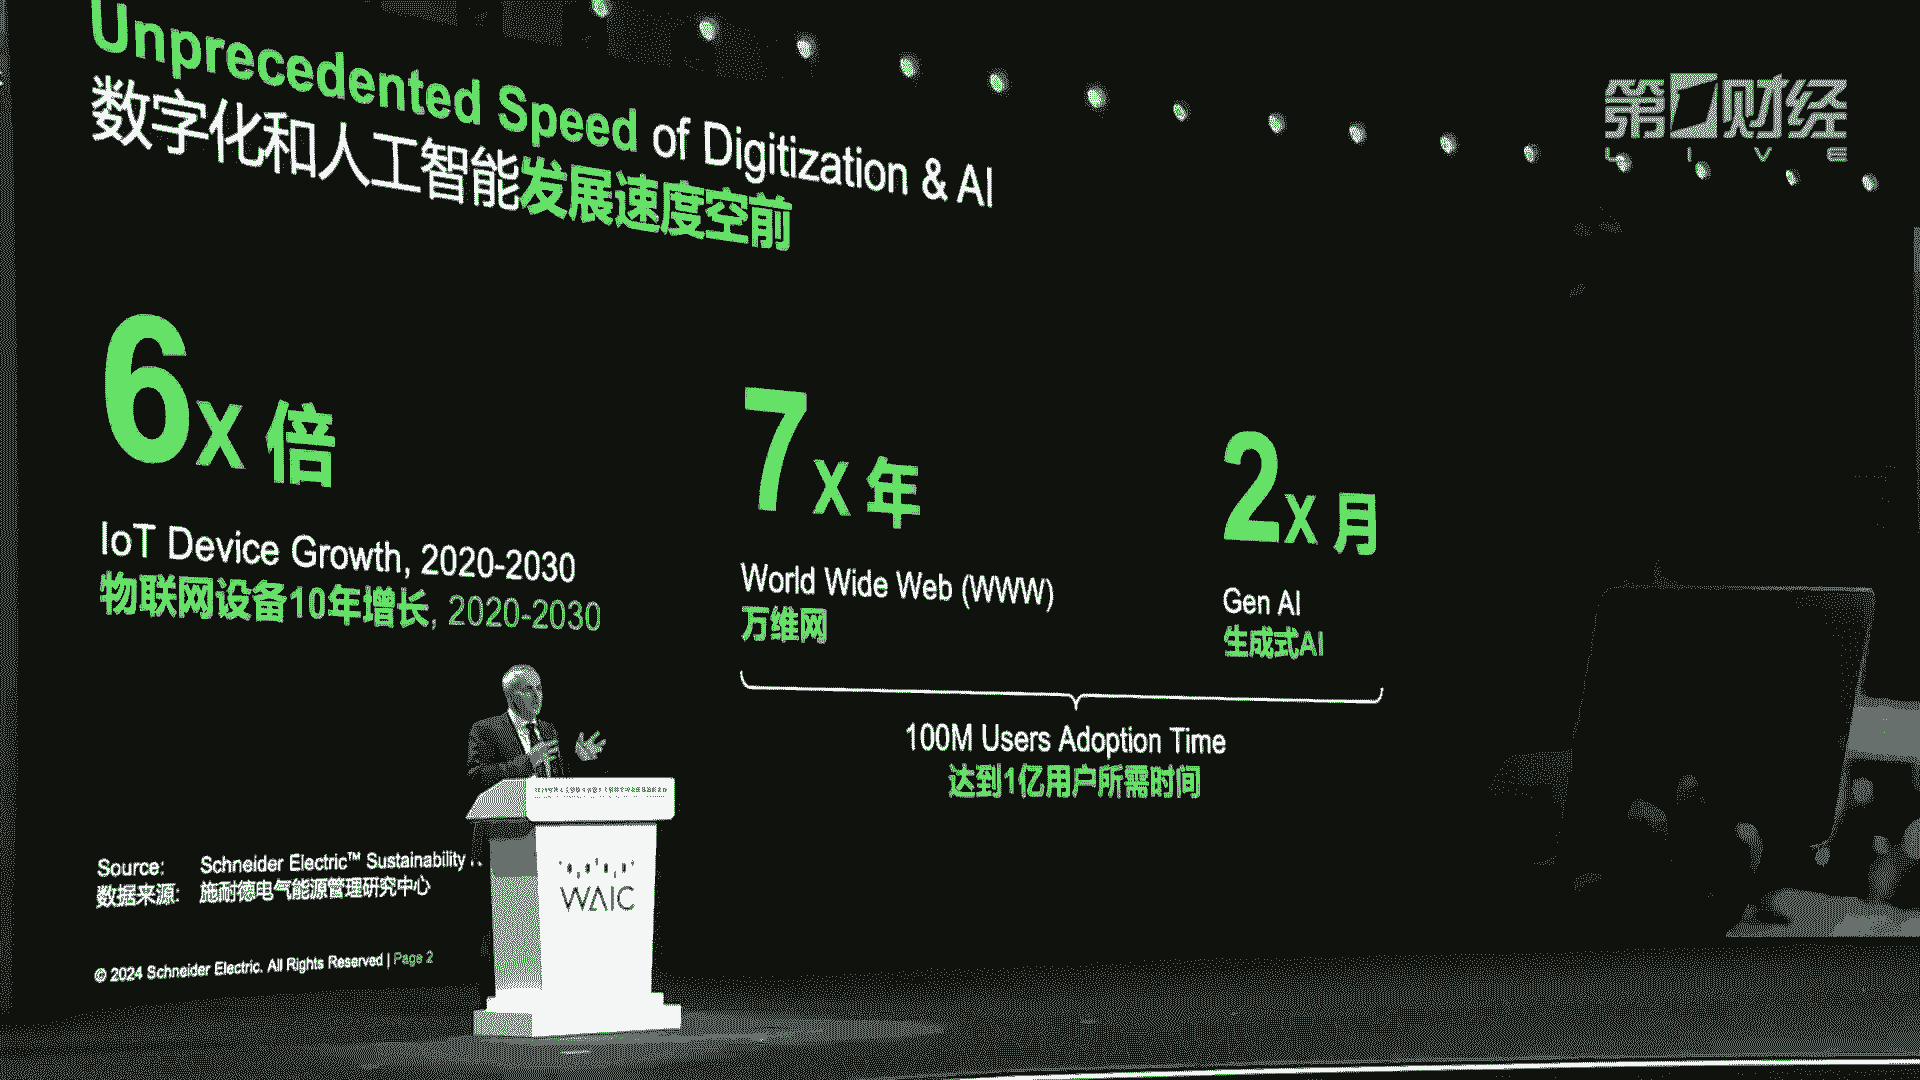 Unprecedented Speed of Digitization & AI
数字化和人工智能发展速度空前
第一财经
LIVE
6X 倍
IoT Device Growth, 2020-2030
物联网设备10年增长, 2020-2030
7X 年
World Wide Web (WWW)
万维网
2X 月
Gen AI
生成式AI
100M Users Adoption Time
达到1亿用户所需时间
Source: Schneider Electric™ Sustainability
数据来源: 施耐德电气能源管理研究中心
© 2024 Schneider Electric. All Rights Reserved | Page 2
WAIC